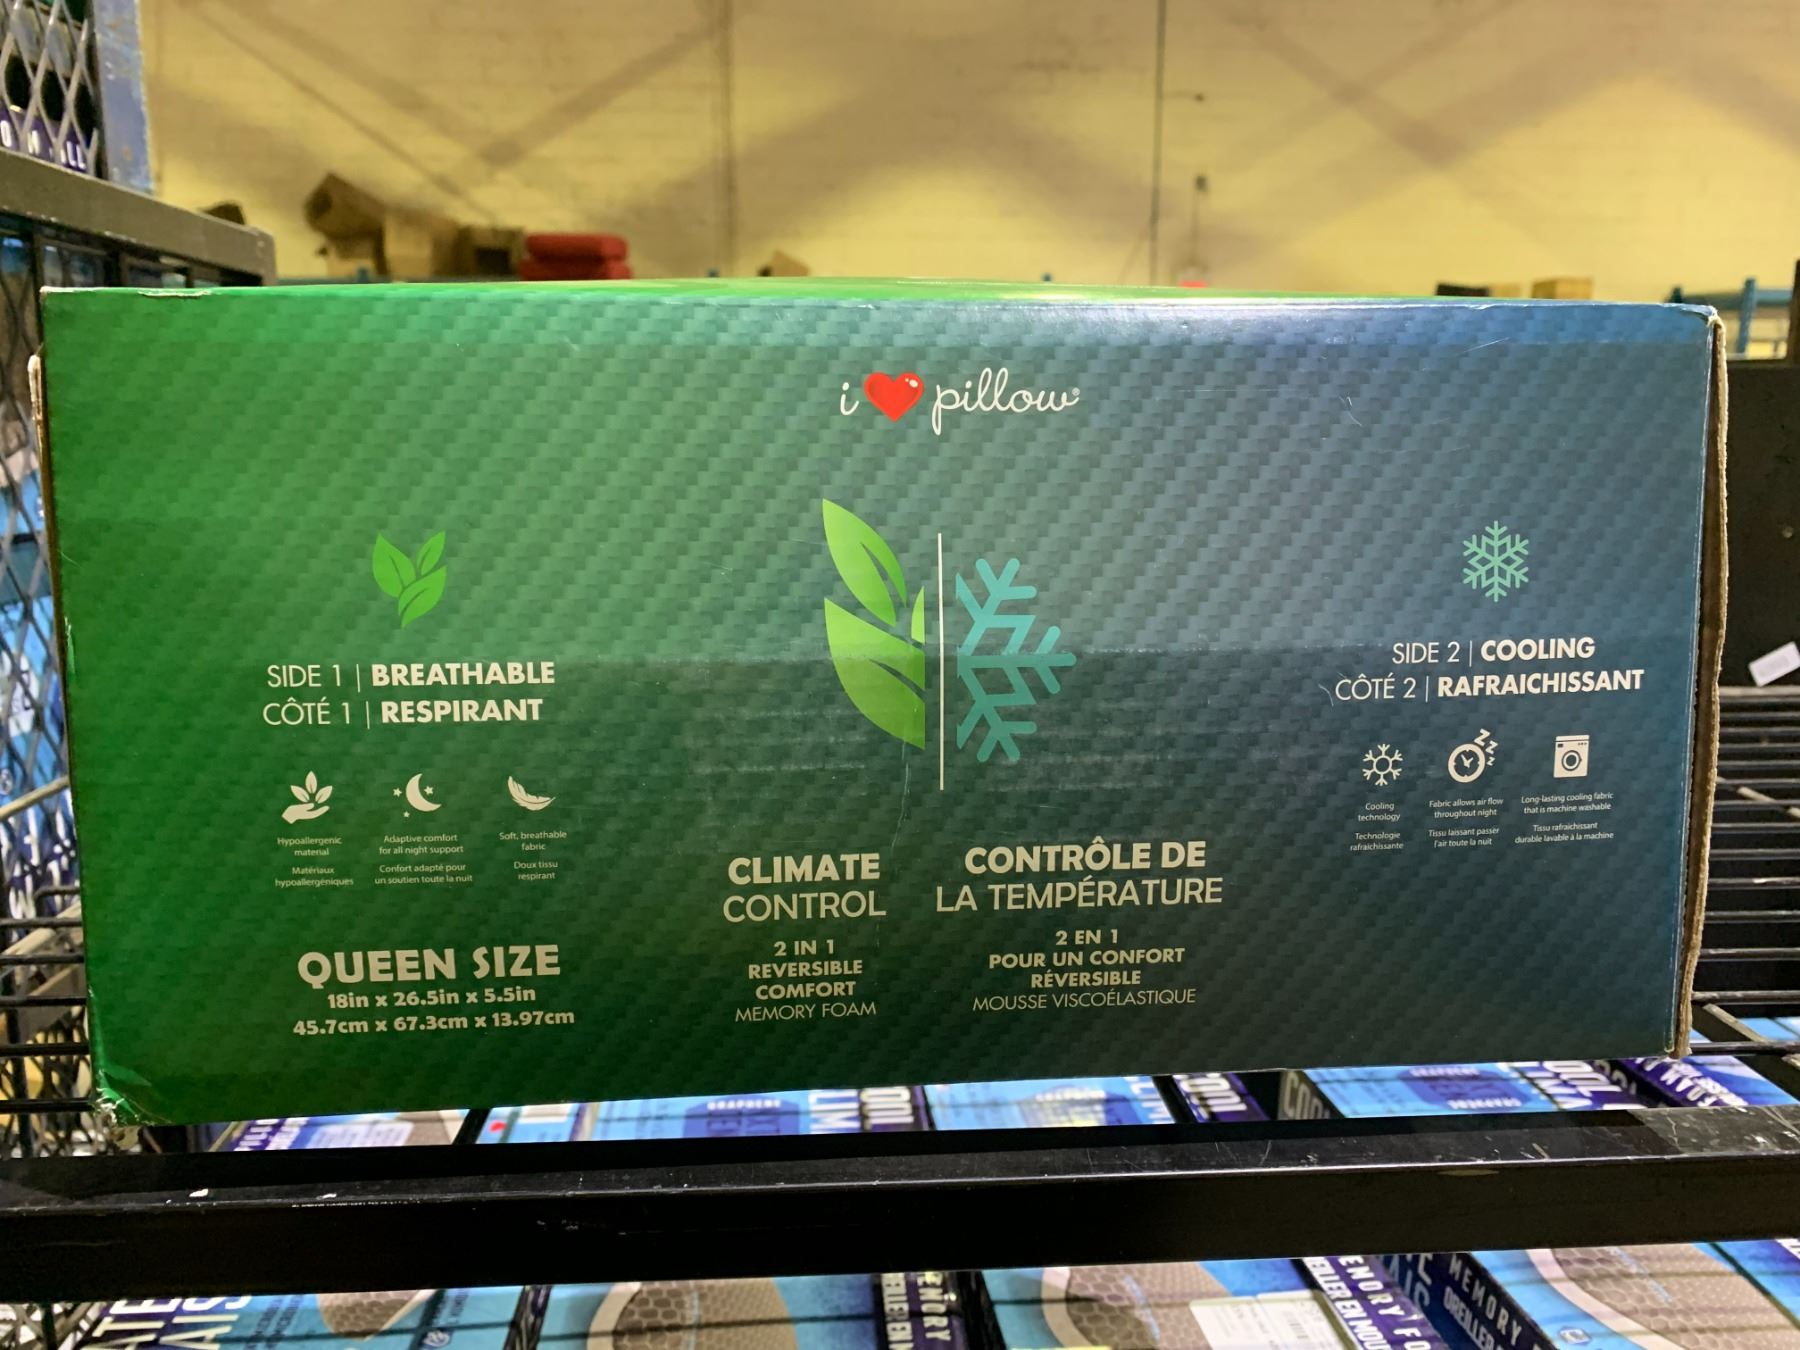 i ❤ pillow®
SIDE 1 | BREATHABLE
CÔTÉ 1 | RESPIRANT
Hypoallergenic
material
Matériaux
hypoallergéniques
Adaptive comfort
for all night support
Confort adapté pour
un soutien toute la nuit
Soft, breathable
fabric
Doux tissu
respirant
QUEEN SIZE
18in x 26.5in x 5.5in
45.7cm x 67.3cm x 13.97cm
CLIMATE
CONTROL
2 IN 1
REVERSIBLE
COMFORT
MEMORY FOAM
CONTRÔLE DE
LA TEMPÉRATURE
2 EN 1
POUR UN CONFORT
RÉVERSIBLE
MOUSSE VISCOÉLASTIQUE
SIDE 2 | COOLING
CÔTÉ 2 | RAFRAICHISSANT
Cooling
technology
Technologie
rafraichissante
ZZZ
Fabric allows air flow
throughout night
Tissu laissant passer
l'air toute la nuit
Long-lasting cooling fabric
that is machine washable
Tissu rafraichissant
durable lavable à la machine
GRAPHENE
MEMORY
MEMORY